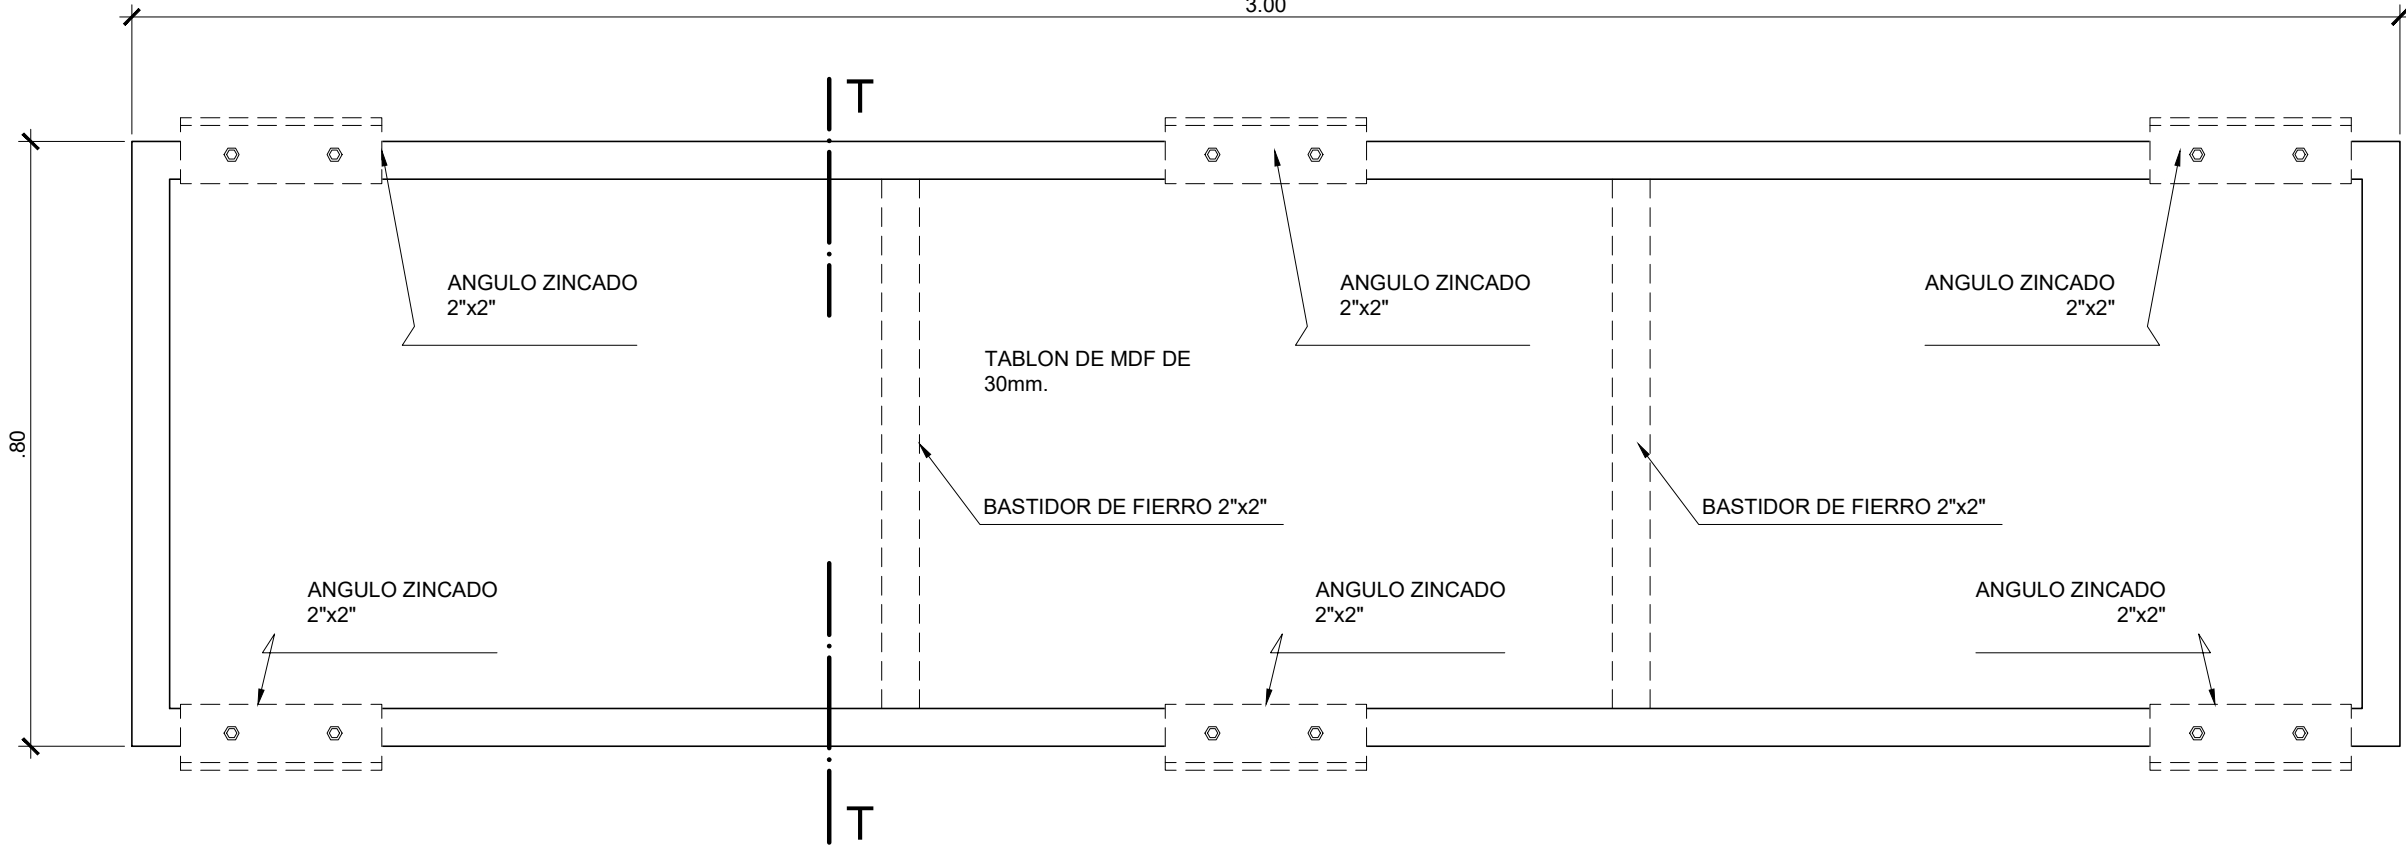 3.00
T
ANGULO ZINCADO
2"x2"
ANGULO ZINCADO
2"x2"
ANGULO ZINCADO
2"x2"
TABLON DE MDF DE
30mm.
.80
BASTIDOR DE FIERRO 2"x2"
BASTIDOR DE FIERRO 2"x2"
ANGULO ZINCADO
2"x2"
ANGULO ZINCADO
2"x2"
ANGULO ZINCADO
2"x2"
T